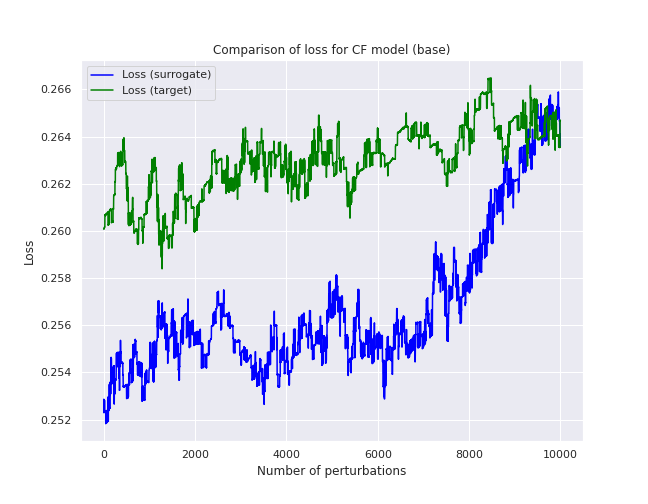 Comparison of loss for CF model (base)
Loss (surrogate)
Loss (target)
0.266
0.264
0.262
0.260
0.258
0.256
0.254
0.252
Loss
0 2000 4000 6000 8000 10000
Number of perturbations